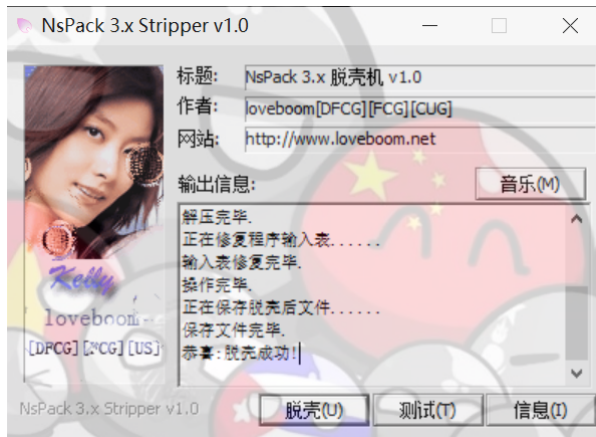 NsPack 3.x Stripper v1.0
标题: NsPack 3.x 脱壳机 v1.0
作者: loveboom[DFCG][FCG][CUG]
网站: http://www.loveboom.net
输出信息:
音乐(M)
解压完毕.
正在修复程序输入表......
输入表修复完毕.
操作完毕.
正在保存脱壳后文件......
保存文件完毕.
恭喜:脱壳成功!
Kelly
loveboom
[DFCG][NCG][US]
NsPack 3.x Stripper v1.0
脱壳(U)
测试(T)
信息(I)